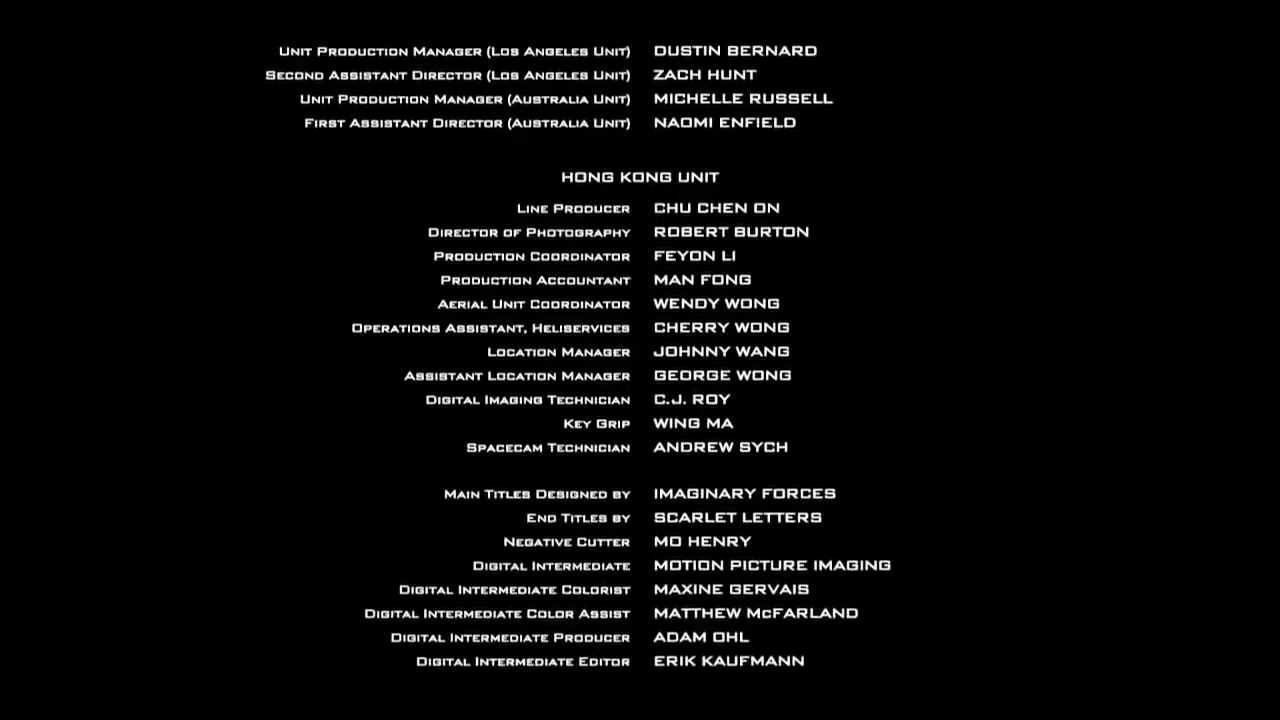 Unit Production Manager (Los Angeles Unit) DUSTIN BERNARD
Second Assistant Director (Los Angeles Unit) ZACH HUNT
Unit Production Manager (Australia Unit) MICHELLE RUSSELL
First Assistant Director (Australia Unit) NAOMI ENFIELD
HONG KONG UNIT
Line Producer CHU CHEN ON
Director of Photography ROBERT BURTON
Production Coordinator FEYON LI
Production Accountant MAN FONG
Aerial Unit Coordinator WENDY WONG
Operations Assistant, Heliservices CHERRY WONG
Location Manager JOHNNY WANG
Assistant Location Manager GEORGE WONG
Digital Imaging Technician C.J. ROY
Key Grip WING MA
Spacecam Technician ANDREW SYCH
Main Titles Designed by IMAGINARY FORCES
End Titles by SCARLET LETTERS
Negative Cutter MO HENRY
Digital Intermediate MOTION PICTURE IMAGING
Digital Intermediate Colorist MAXINE GERVAIS
Digital Intermediate Color Assist MATTHEW McFARLAND
Digital Intermediate Producer ADAM OHL
Digital Intermediate Editor ERIK KAUFMANN